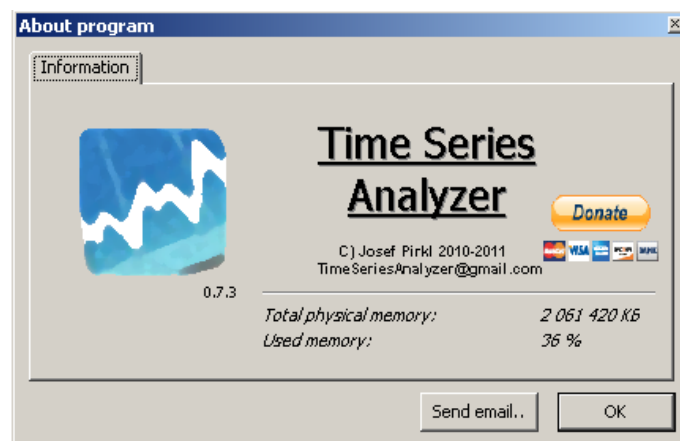 About program
Information
Time Series
Analyzer
Donate
C) Josef Pirkl 2010-2011
TimeSeriesAnalyzer@gmail.com
VISA
0.7.3
Total physical memory: 2 061 420 КБ
Used memory: 36 %
Send email..
OK